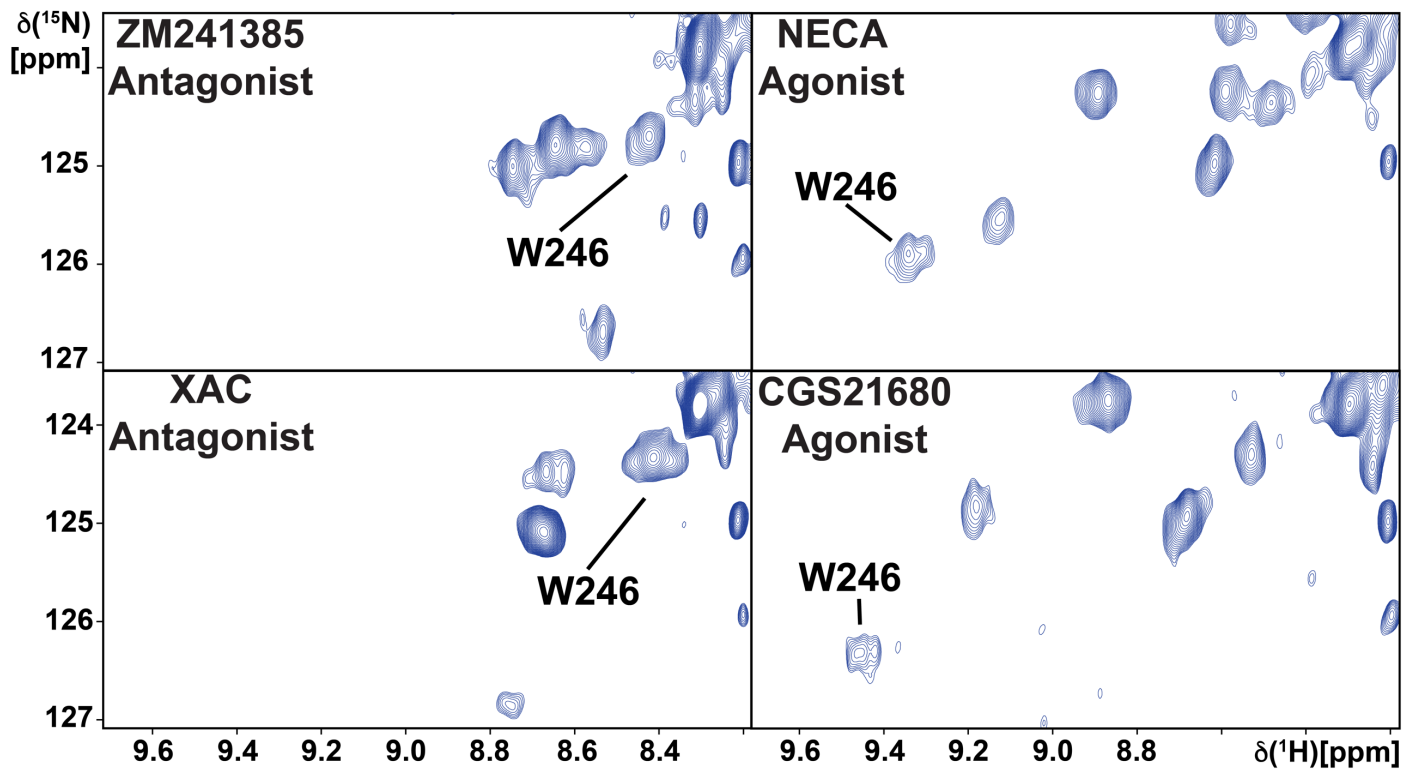 δ(¹⁵N)
[ppm]
ZM241385
Antagonist
NECA
Agonist
125
126
127
W246
W246
XAC
Antagonist
CGS21680
Agonist
124
125
126
127
W246
W246
9.6 9.4 9.2 9.0 8.8 8.6 8.4
9.6 9.4 9.2 9.0 8.8 δ(¹H)[ppm]